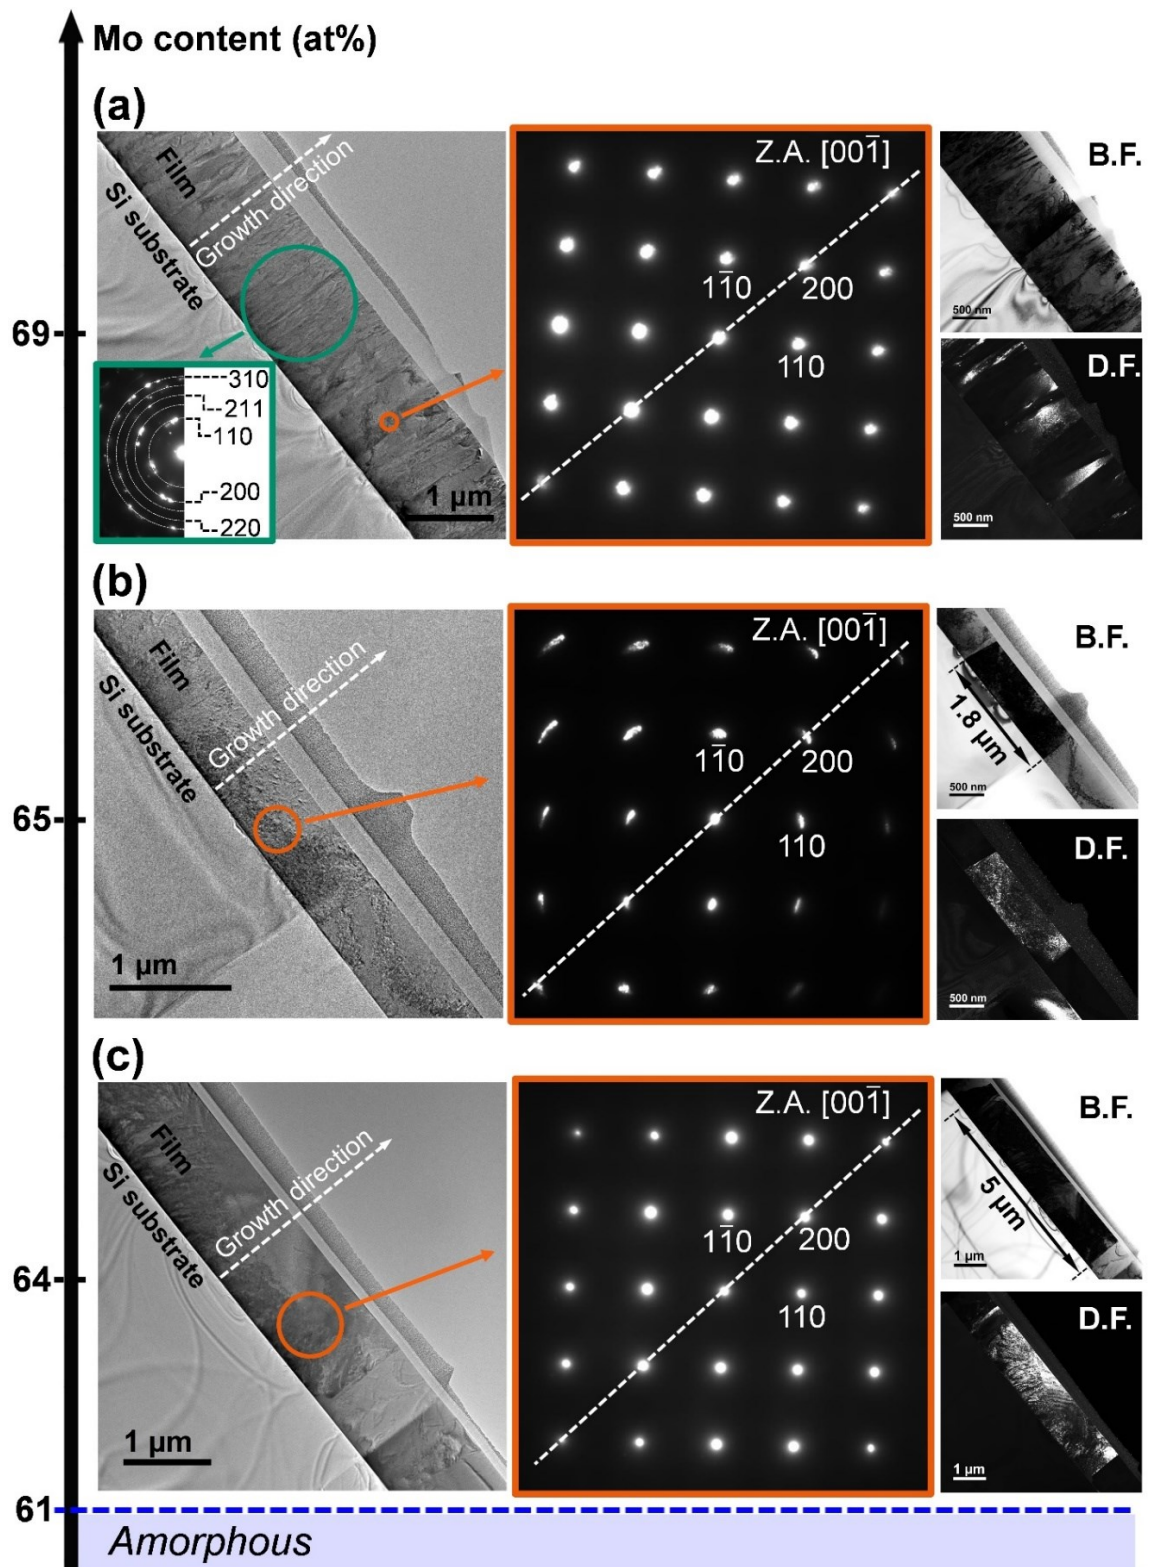 Mo content (at%)
(a)
69
Film
Si substrate
Growth direction
1 µm
310
211
110
200
220
Z.A. [001̅]
11̅0
200
110
B.F.
500 nm
D.F.
500 nm
(b)
65
Film
Si substrate
Growth direction
1 µm
Z.A. [001̅]
11̅0
200
110
B.F.
1.8 µm
500 nm
D.F.
500 nm
(c)
64
Film
Si substrate
Growth direction
1 µm
Z.A. [001̅]
11̅0
200
110
B.F.
5 µm
1 µm
D.F.
1 µm
61
Amorphous